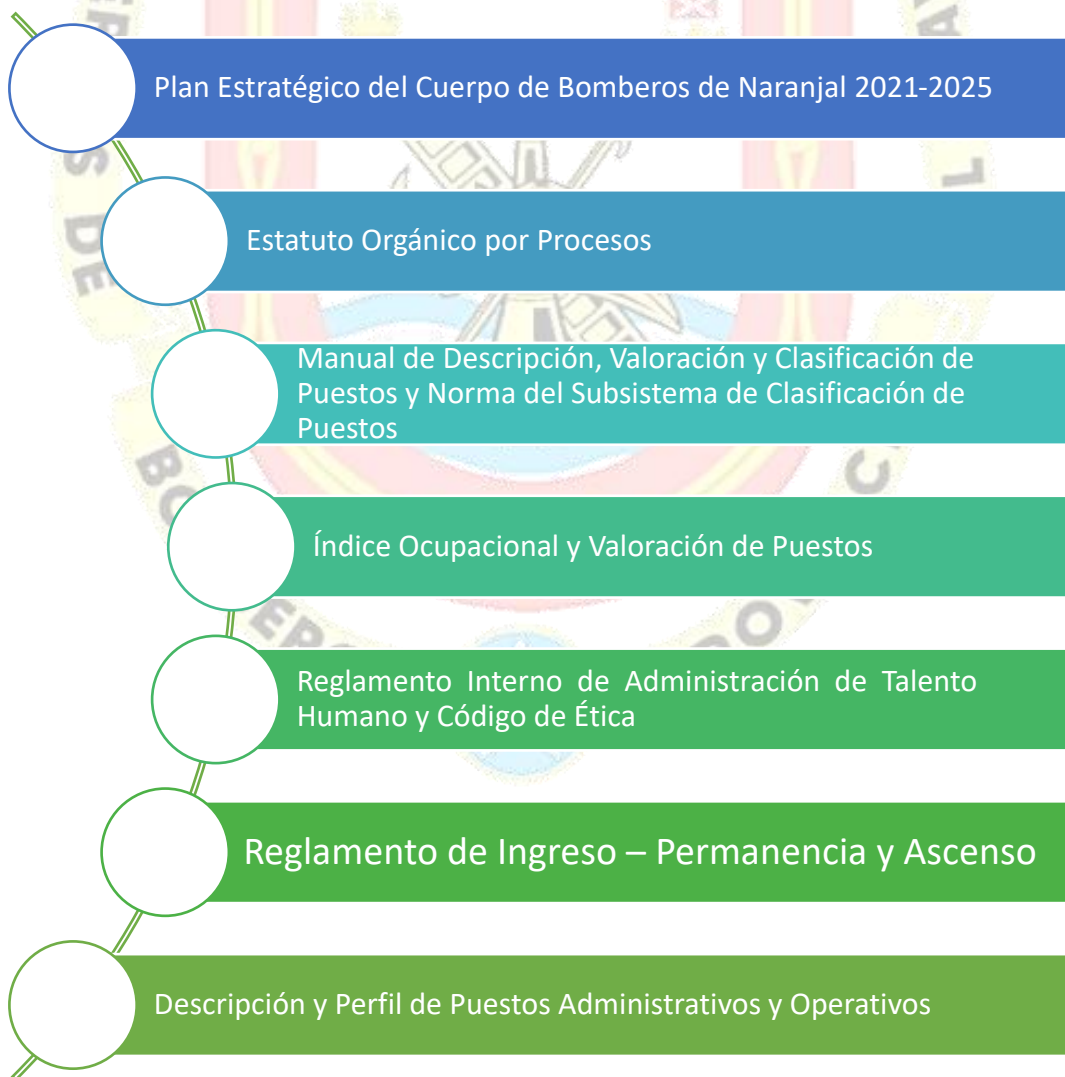 Plan Estratégico del Cuerpo de Bomberos de Naranjal 2021-2025
Estatuto Orgánico por Procesos
Manual de Descripción, Valoración y Clasificación de
Puestos y Norma del Subsistema de Clasificación de
Puestos
Índice Ocupacional y Valoración de Puestos
Reglamento Interno de Administración de Talento
Humano y Código de Ética
Reglamento de Ingreso – Permanencia y Ascenso
Descripción y Perfil de Puestos Administrativos y Operativos